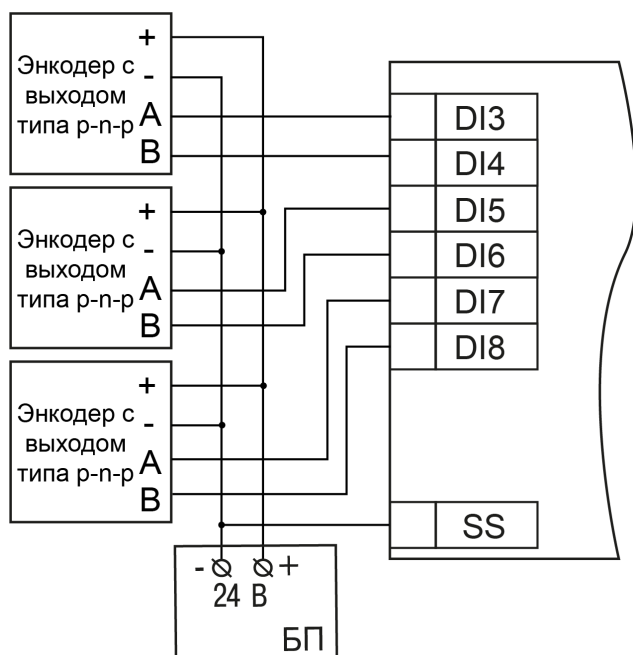 Энкодер с
выходом
типа p-n-p
+
-
A
B
Энкодер с
выходом
типа p-n-p
+
-
A
B
Энкодер с
выходом
типа p-n-p
+
-
A
B
DI3
DI4
DI5
DI6
DI7
DI8
SS
- +
24 В
БП